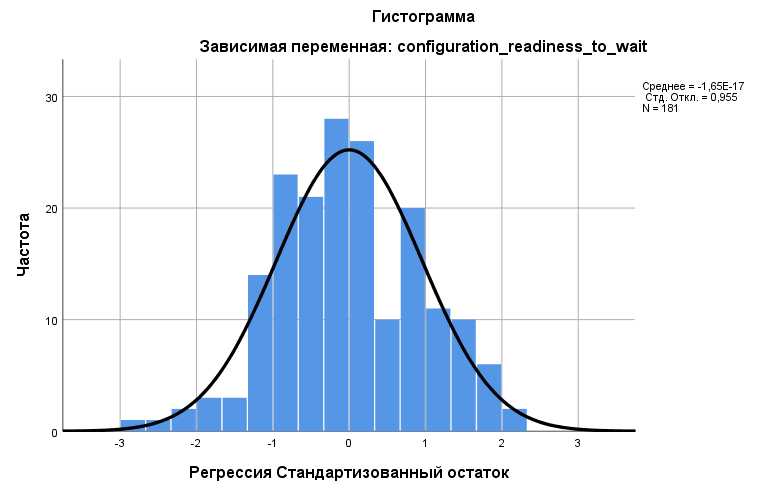 Гистограмма
Зависимая переменная: configuration_readiness_to_wait
Среднее = -1,65E-17
Стд. Откл. = 0,955
N = 181
30
20
10
0
Частота
-3 -2 -1 0 1 2 3
Регрессия Стандартизованный остаток